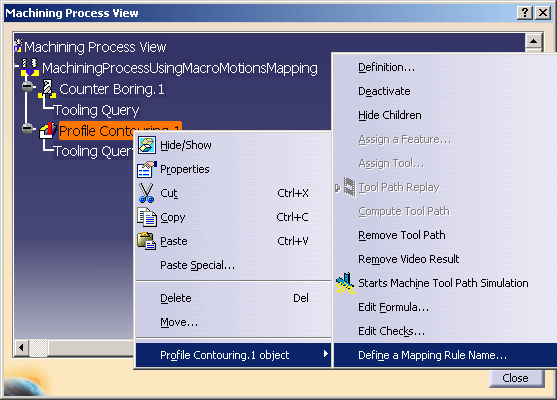 Machining Process View
Machining Process View
MachiningProcessUsingMacroMotionsMapping
Counter Boring.1
Tooling Query
Profile Contouring.1
Tooling Query
Hide/Show
Properties
Cut Ctrl+X
Copy Ctrl+C
Paste Ctrl+V
Paste Special...
Delete Del
Move...
Profile Contouring.1 object
Definition...
Deactivate
Hide Children
Assign a Feature...
Assign Tool...
Tool Path Replay
Compute Tool Path
Remove Tool Path
Remove Video Result
Starts Machine Tool Path Simulation
Edit Formula...
Edit Checks...
Define a Mapping Rule Name...
Close